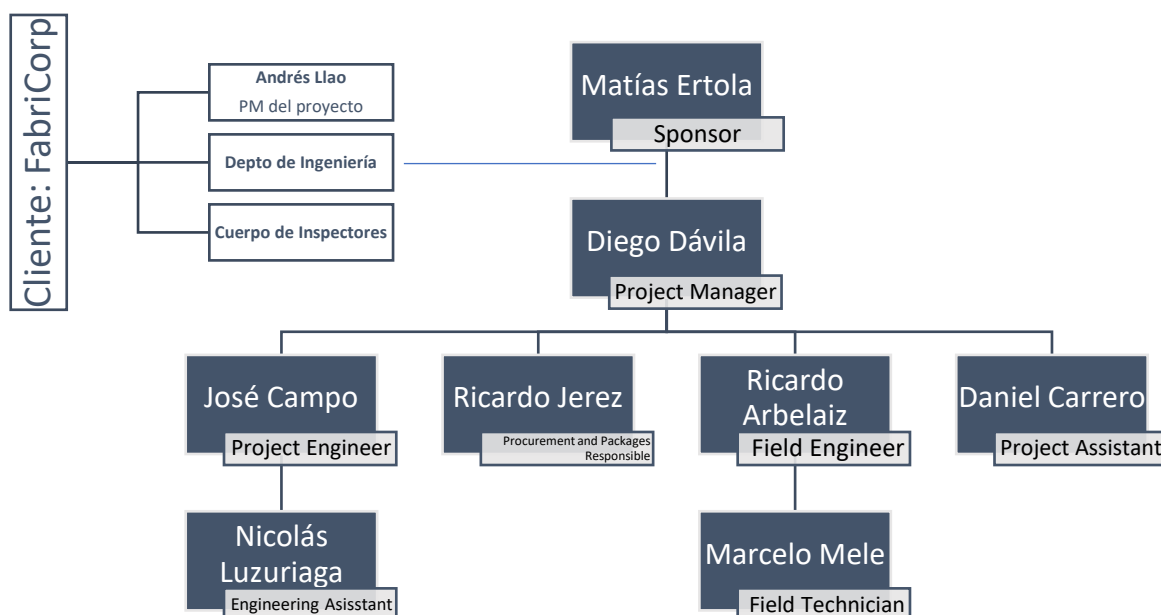 Cliente: FabriCorp
Andrés Llao
PM del proyecto
Depto de Ingeniería
Cuerpo de Inspectores
Matías Ertola
Sponsor
Diego Dávila
Project Manager
José Campo
Project Engineer
Ricardo Jerez
Procurement and Packages
Responsible
Ricardo
Arbelaiz
Field Engineer
Daniel Carrero
Project Assistant
Nicolás
Luzuriaga
Engineering Asisstant
Marcelo Mele
Field Technician